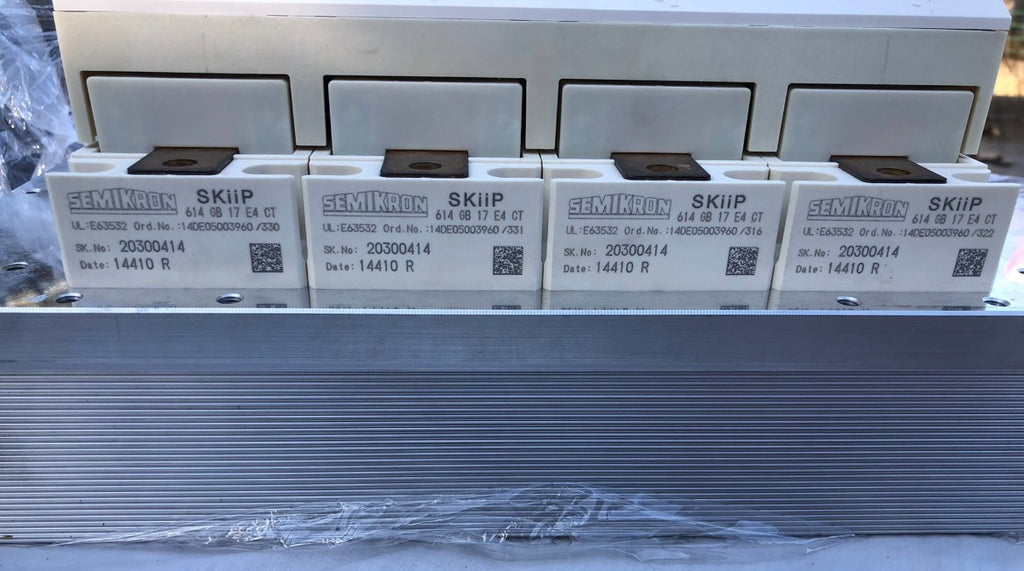 SEMIKRON SKiiP
614 GB 17 E4 CT
UL:E63532 Ord.No.:14DE05003960/330
SK.No: 20300414
Date: 14410 R
SEMIKRON SKiiP
614 GB 17 E4 CT
UL:E63532 Ord.No.:14DE05003960/331
SK.No: 20300414
Date: 14410 R
SEMIKRON SKiiP
614 GB 17 E4 CT
UL:E63532 Ord.No.:14DE05003960/316
SK.No: 20300414
Date: 14410 R
SEMIKRON SKiiP
614 GB 17 E4 CT
UL:E63532 Ord.No.:14DE05003960/322
SK.No: 20300414
Date: 14410 R